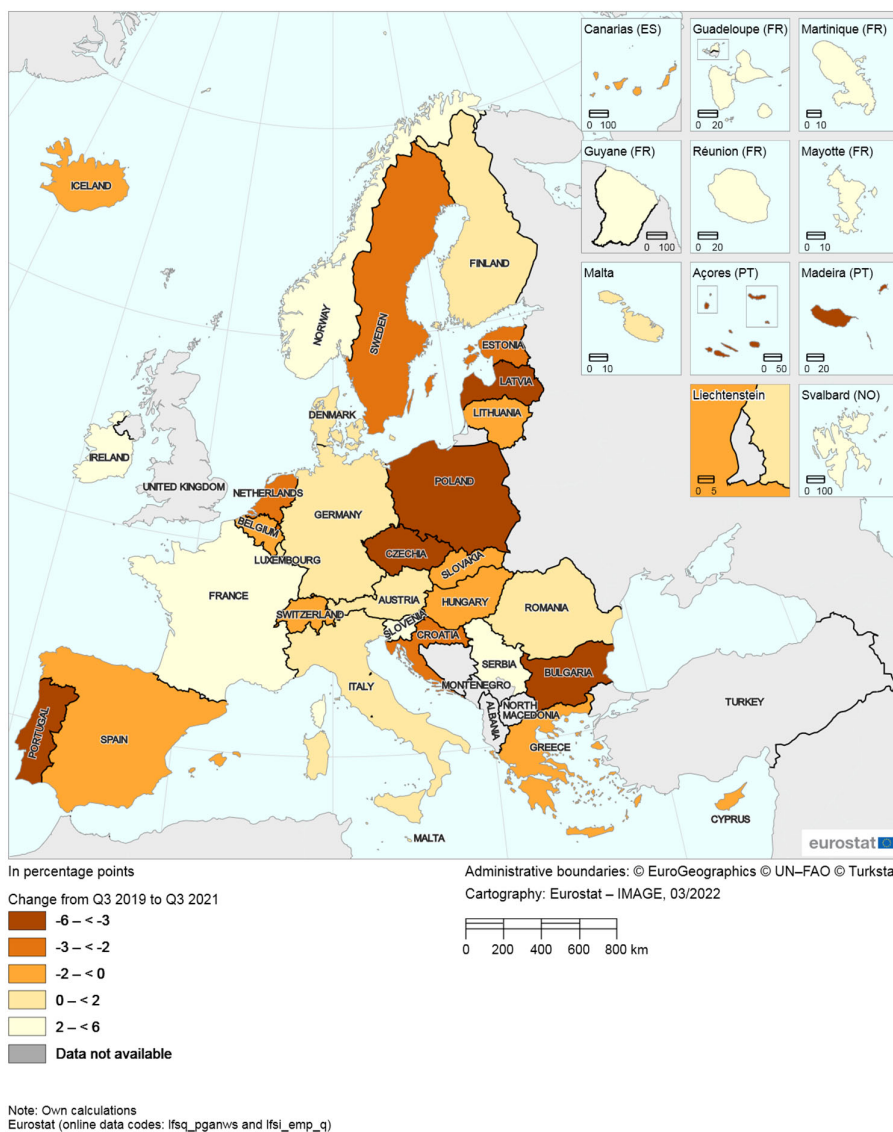 Canarias (ES)
0 100
Guadeloupe (FR)
0 20
Martinique (FR)
0 10
Guyane (FR)
0 100
Réunion (FR)
0 20
Mayotte (FR)
0 10
Malta
0 10
Açores (PT)
0 50
Madeira (PT)
0 20
Liechtenstein
0 5
Svalbard (NO)
0 100
ICELAND
FINLAND
NORWAY
SWEDEN
ESTONIA
LATVIA
LITHUANIA
DENMARK
IRELAND
UNITED KINGDOM
NETHERLANDS
BELGIUM
GERMANY
POLAND
LUXEMBOURG
CZECHIA
SLOVAKIA
FRANCE
SWITZERLAND
AUSTRIA
HUNGARY
ROMANIA
SLOVENIA
CROATIA
SERBIA
ITALY
MONTENEGRO
BULGARIA
NORTH
MACEDONIA
ALBANIA
TURKEY
PORTUGAL
SPAIN
GREECE
MALTA
CYPRUS
eurostat
In percentage points
Change from Q3 2019 to Q3 2021
-6 – < -3
-3 – < -2
-2 – < 0
0 – < 2
2 – < 6
Data not available
Administrative boundaries: © EuroGeographics © UN–FAO © Turksta
Cartography: Eurostat – IMAGE, 03/2022
0 200 400 600 800 km
Note: Own calculations
Eurostat (online data codes: lfsq_pganws and lfsi_emp_q)